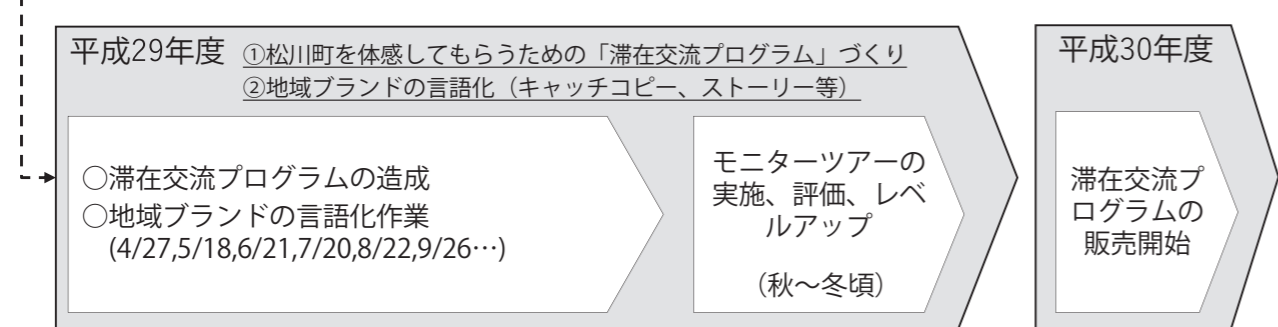 平成29年度 ①松川町を体感してもらうための「滞在交流プログラム」づくり
②地域ブランドの言語化（キャッチコピー、ストーリー等）
○滞在交流プログラムの造成
○地域ブランドの言語化作業
(4/27,5/18,6/21,7/20,8/22,9/26…)
モニターツアーの
実施、評価、レベ
ルアップ
（秋～冬頃）
平成30年度
滞在交流プ
ログラムの
販売開始